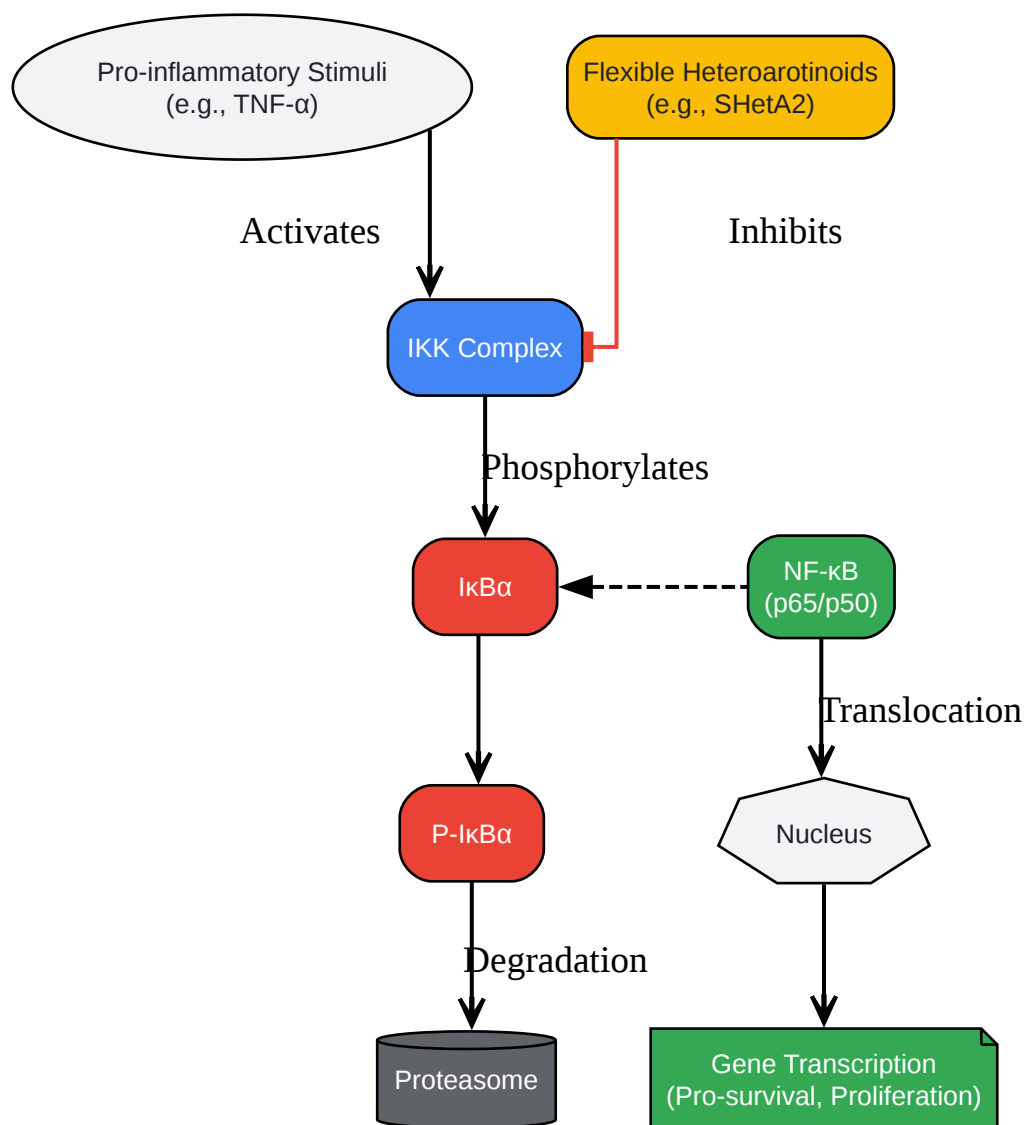 Pro-inflammatory Stimuli
(e.g., TNF-α)
Flexible Heteroarotinoids
(e.g., SHetA2)
Activates
Inhibits
IKK Complex
Phosphorylates
IκBα
NF-κB
(p65/p50)
Translocation
P-IκBα
Nucleus
Degradation
Proteasome
Gene Transcription
(Pro-survival, Proliferation)